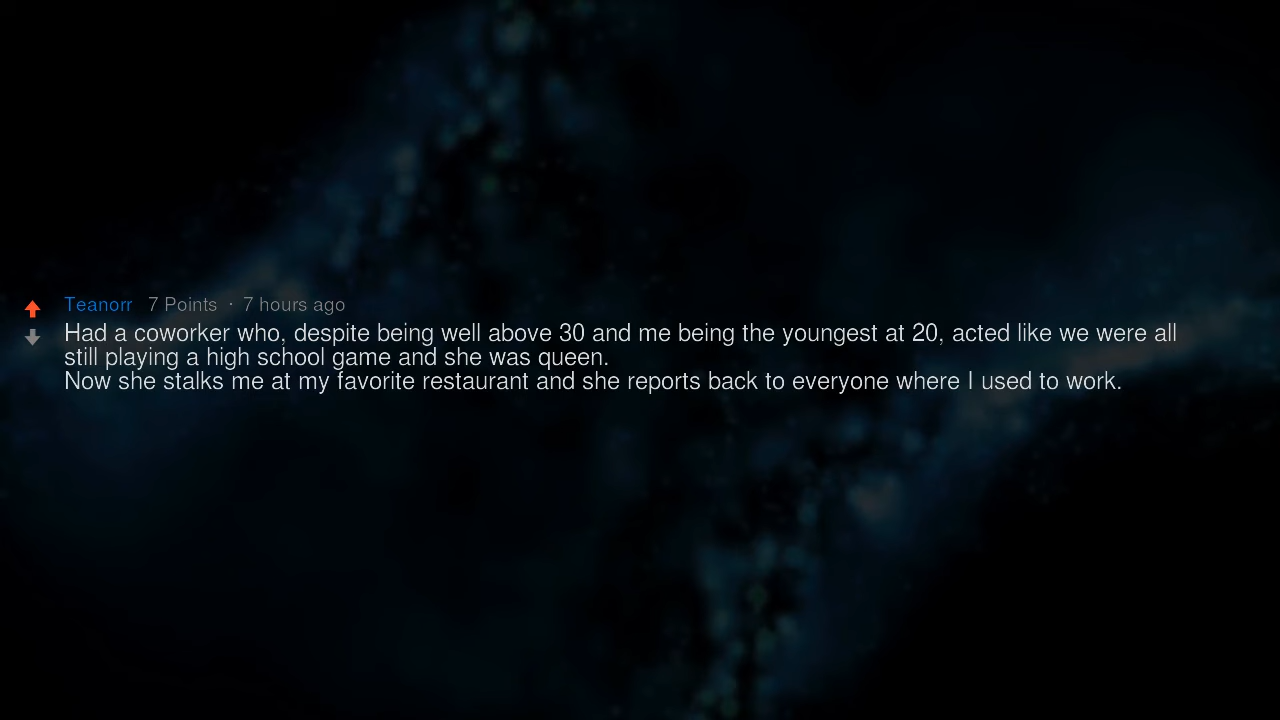 Teanorr 7 Points · 7 hours ago
Had a coworker who, despite being well above 30 and me being the youngest at 20, acted like we were all
still playing a high school game and she was queen.
Now she stalks me at my favorite restaurant and she reports back to everyone where I used to work.